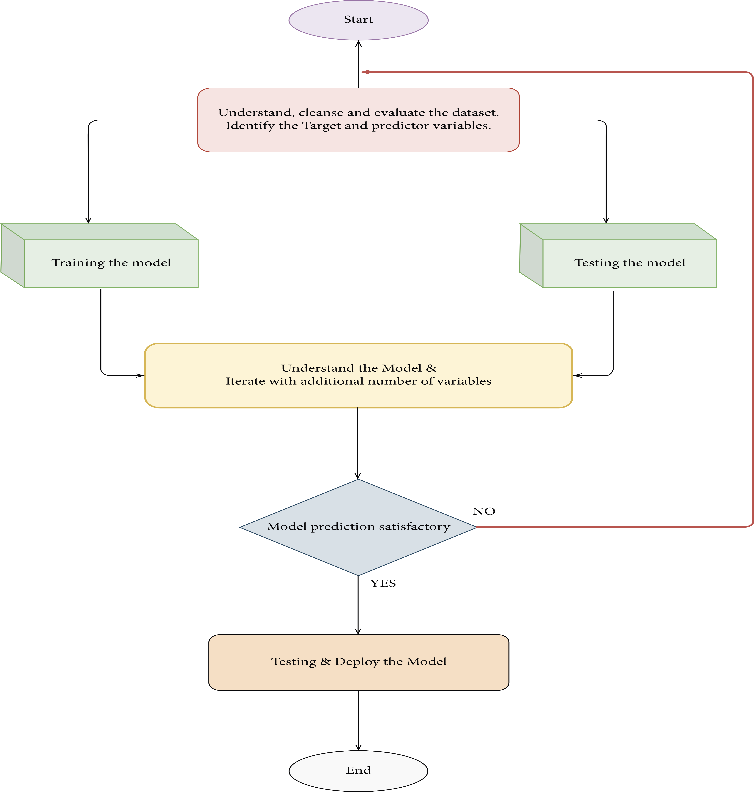 Start
Understand, cleanse and evaluate the dataset.
Identify the Target and predictor variables.
Training the model
Testing the model
Understand the Model &
Iterate with additional number of variables
Model prediction satisfactory
NO
YES
Testing & Deploy the Model
End